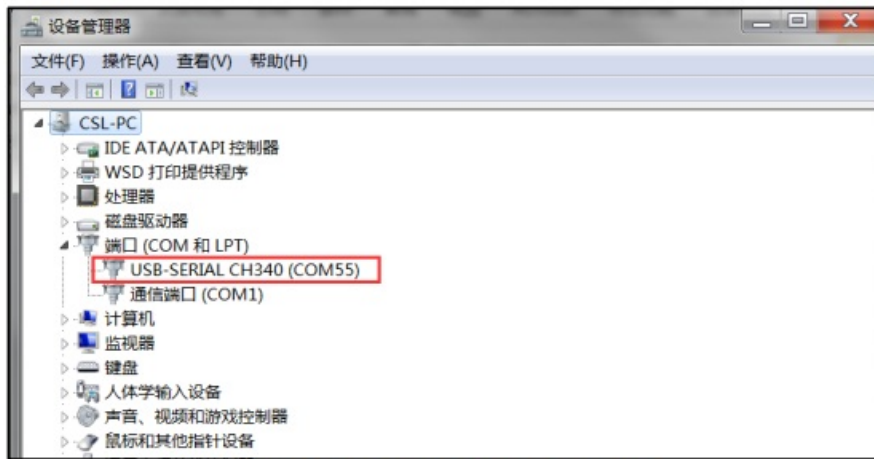 设备管理器
文件(F) 操作(A) 查看(V) 帮助(H)
CSL-PC
IDE ATA/ATAPI 控制器
WSD 打印提供程序
处理器
磁盘驱动器
端口 (COM 和 LPT)
USB-SERIAL CH340 (COM55)
通信端口 (COM1)
计算机
监视器
键盘
人体学输入设备
声音、视频和游戏控制器
鼠标和其他指针设备